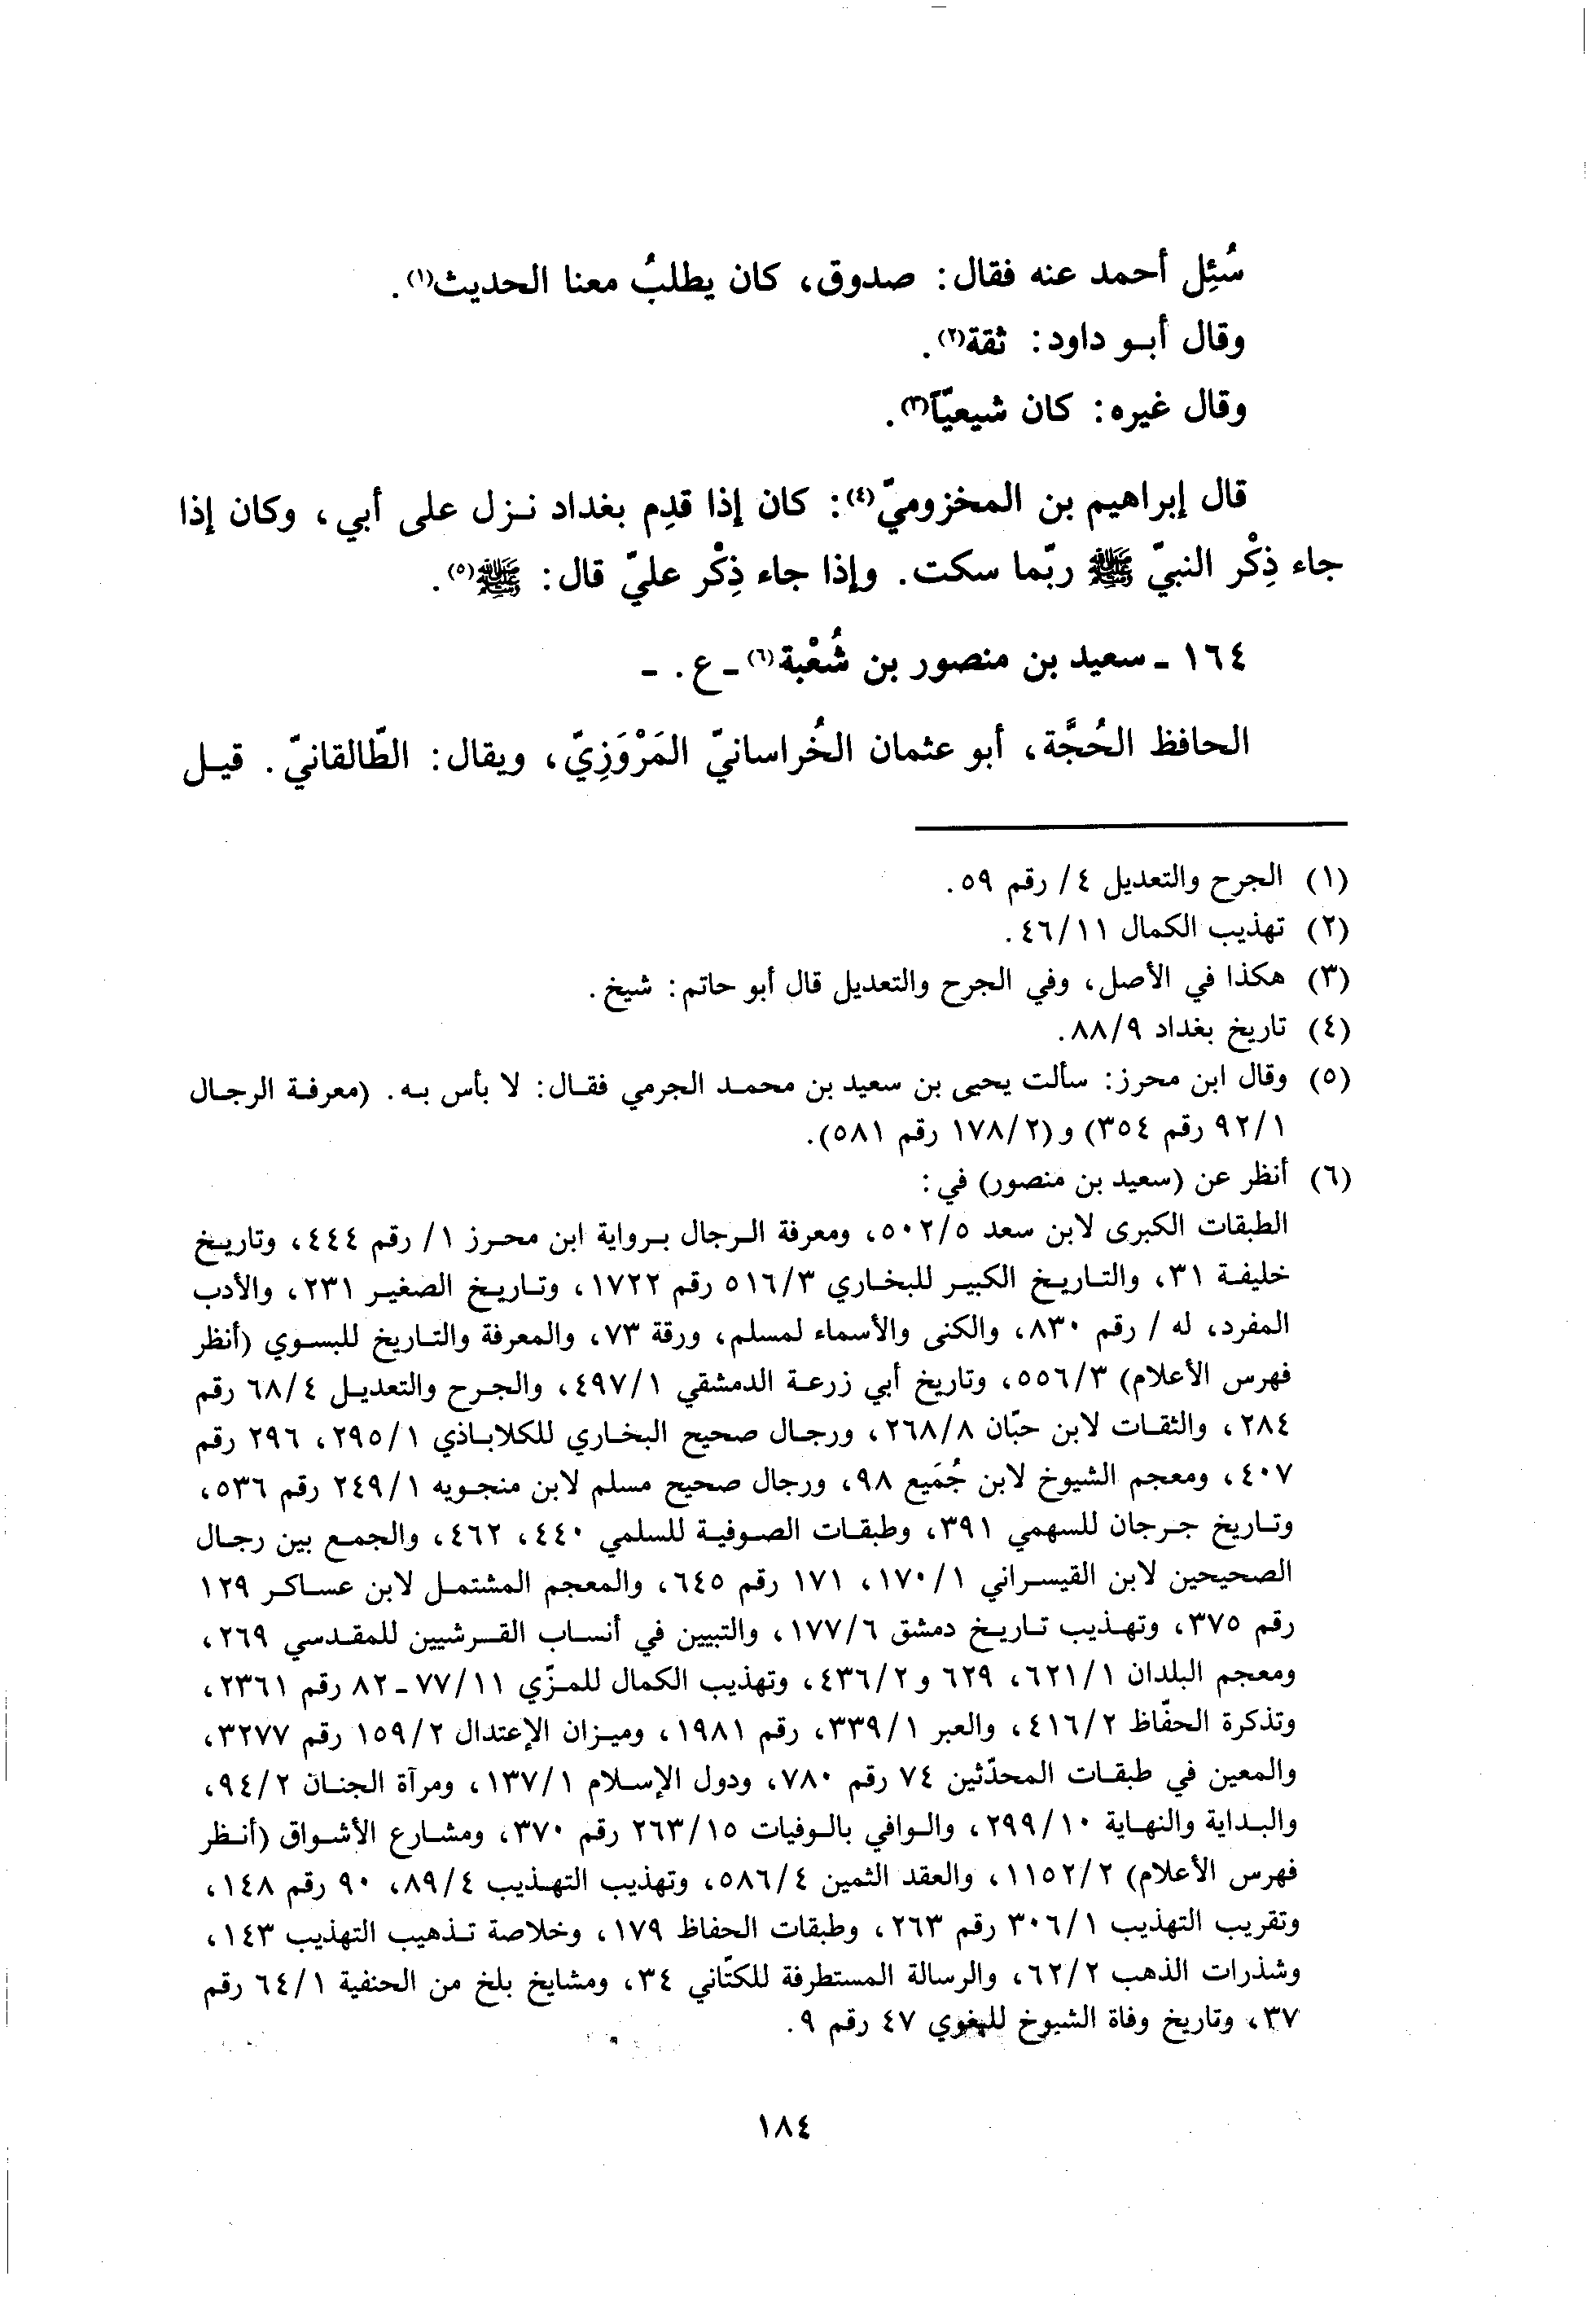 سُئِل أحمد عنه فقال: صدوق، كان يطلبُ معنا الحديث(١).
وقال أبو داود: ثقة(٢).
وقال غيره: كان شيعيّاً(٣).
قال إبراهيم بن المخزوميّ(٤): كان إذا قدِم بغداد نزل على أبي، وكان إذا
جاء ذِكْر النبيّ ﷺ ربّما سكت. وإذا جاء ذِكْر عليّ قال: ﷺ(٥).
١٦٤ ـ سعيد بن منصور بن شُعْبة(٦) ـ ع. ـ
الحافظ الحُجَّة، أبو عثمان الخُراسانيّ المَرْوَزِيّ، ويقال: الطّالقانيّ. قيل
(١) الجرح والتعديل ٤/ رقم ٥٩.
(٢) تهذيب الكمال ٤٦/١١.
(٣) هكذا في الأصل، وفي الجرح والتعديل قال أبو حاتم: شيخ.
(٤) تاريخ بغداد ٨٨/٩.
(٥) وقال ابن محرز: سألت يحيى بن سعيد بن محمد الجرمي فقال: لا بأس به. (معرفة الرجال
٩٢/١ رقم ٣٥٤) و(١٧٨/٢ رقم ٥٨١).
(٦) أنظر عن (سعيد بن منصور) في:
الطبقات الكبرى لابن سعد ٥٠٢/٥، ومعرفة الرجال برواية ابن محرز ١/ رقم ٤٤٤، وتاريخ
خليفة ٣١، والتاريخ الكبير للبخاري ٥١٦/٣ رقم ١٧٢٢، وتاريخ الصغير ٢٣١، والأدب
المفرد، له / رقم ٨٣٠، والكنى والأسماء لمسلم، ورقة ٧٣، والمعرفة والتاريخ للبسوي (أنظر
فهرس الأعلام) ٥٥٦/٣، وتاريخ أبي زرعة الدمشقي ٤٩٧/١، والجرح والتعديل ٦٨/٤ رقم
٢٨٤، والثقات لابن حبّان ٢٦٨/٨، ورجال صحيح البخاري للكلاباذي ٢٩٥/١، ٢٩٦ رقم
٤٠٧، ومعجم الشيوخ لابن جُمَيع ٩٨، ورجال صحيح مسلم لابن منجويه ٢٤٩/١ رقم ٥٣٦،
وتاريخ جرجان للسهمي ٣٩١، وطبقات الصوفية للسلمي ٤٤٠، ٤٦٢، والجمع بين رجال
الصحيحين لابن القيسراني ١٧٠/١، ١٧١ رقم ٦٤٥، والمعجم المشتمل لابن عساكر ١٢٩
رقم ٣٧٥، وتهذيب تاريخ دمشق ١٧٧/٦، والتبيين في أنساب القرشيين للمقدسي ٢٦٩،
ومعجم البلدان ٦٢١/١، ٦٢٩ و٤٣٦/٢، وتهذيب الكمال للمزّي ٧٧/١١ ـ ٨٢ رقم ٢٣٦١،
وتذكرة الحفّاظ ٤١٦/٢، والعبر ٣٣٩/١، رقم ١٩٨١، وميزان الإعتدال ١٥٩/٢ رقم ٣٢٧٧،
والمعين في طبقات المحدّثين ٧٤ رقم ٧٨٠، ودول الإسلام ١٣٧/١، ومرآة الجنان ٩٤/٢،
والبداية والنهاية ٢٩٩/١٠، والوافي بالوفيات ٢٦٣/١٥ رقم ٣٧٠، ومشارع الأشواق (أنظر
فهرس الأعلام) ١١٥٢/٢، والعقد الثمين ٥٨٦/٤، وتهذيب التهذيب ٨٩/٤، ٩٠ رقم ١٤٨،
وتقريب التهذيب ٣٠٦/١ رقم ٢٦٣، وطبقات الحفاظ ١٧٩، وخلاصة تذهيب التهذيب ١٤٣،
وشذرات الذهب ٦٢/٢، والرسالة المستطرفة للكتّاني ٣٤، ومشايخ بلخ من الحنفية ٦٤/١ رقم
٣٧، وتاريخ وفاة الشيوخ للبغوي ٤٧ رقم ٩.
١٨٤